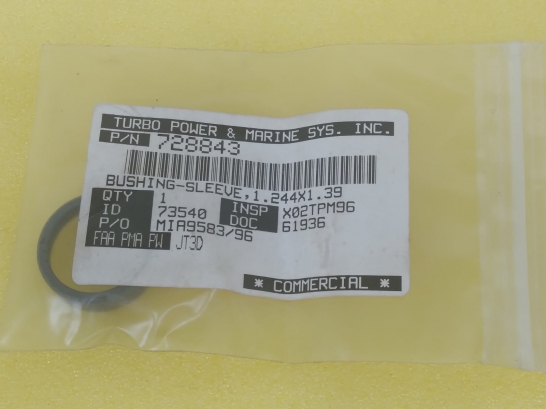 TURBO POWER & MARINE SYS. INC.
P/N 728843
BUSHING-SLEEVE,1.244X1.39
QTY 1 INSP X02TPM96
ID 73540 DOC 61936
P/O MIA9583/96
FAA PMA PW JT3D
* COMMERCIAL *